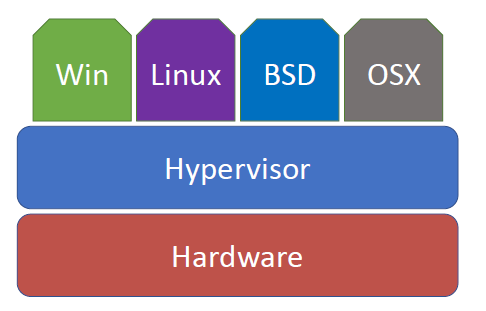 Win Linux BSD OSX
Hypervisor
Hardware